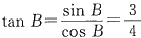 tan B = sin B / cos B = 3 / 4